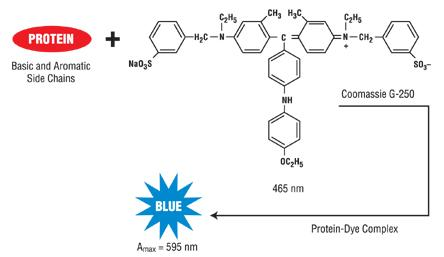 PROTEIN
+
Basic and Aromatic
Side Chains
NaO₃S
H₂C
N
C₂H₅
CH₃
C
H₃C
C₂H₅
N
+
CH₂
SO₃–
NH
OC₂H₅
Coomassie G-250
465 nm
BLUE
Amax = 595 nm
Protein-Dye Complex